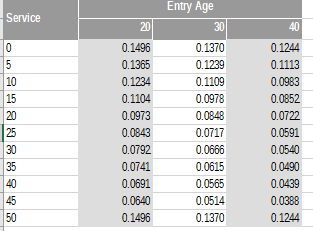 Entry Age
Service
20 30 40
0 0.1496 0.1370 0.1244
5 0.1365 0.1239 0.1113
10 0.1234 0.1109 0.0983
15 0.1104 0.0978 0.0852
20 0.0973 0.0848 0.0722
25 0.0843 0.0717 0.0591
30 0.0792 0.0666 0.0540
35 0.0741 0.0615 0.0490
40 0.0691 0.0565 0.0439
45 0.0640 0.0514 0.0388
50 0.1496 0.1370 0.1244